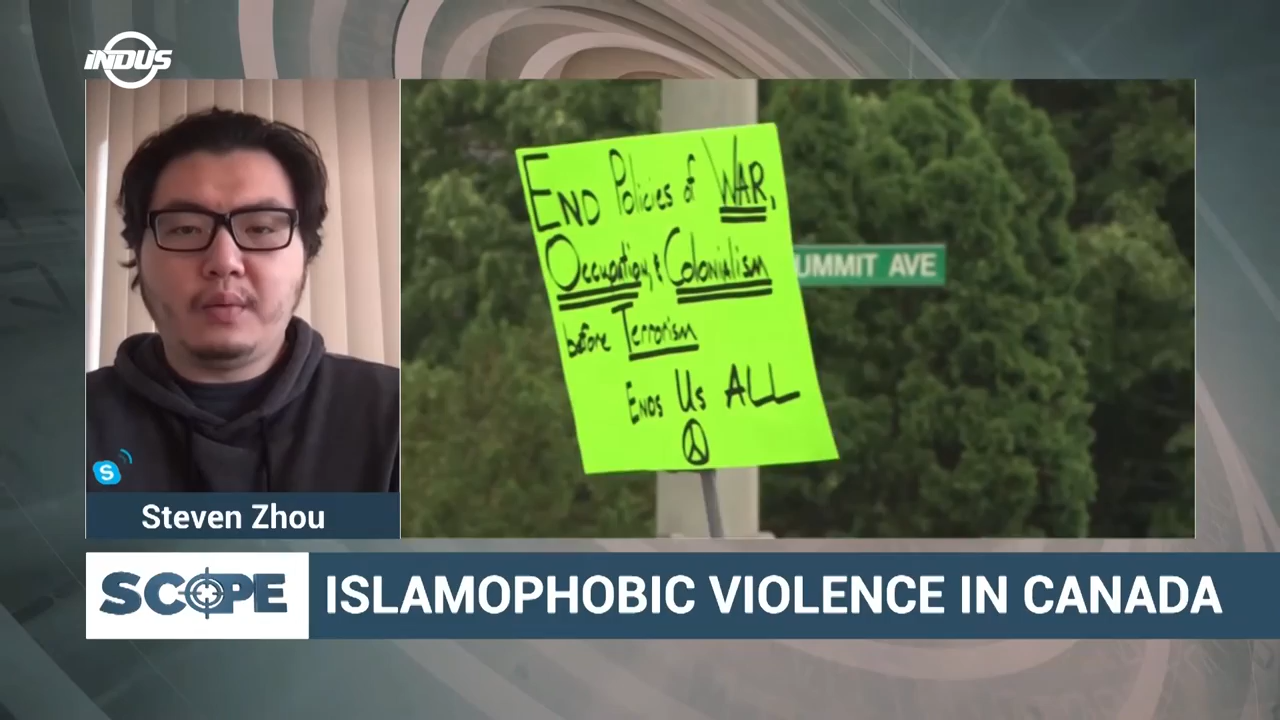 INDUS
END Policies of WAR,
Occupation, & Colonialism
before Terrorism
ENDS Us ALL
UMMIT AVE
S
Steven Zhou
SCOPE
ISLAMOPHOBIC VIOLENCE IN CANADA